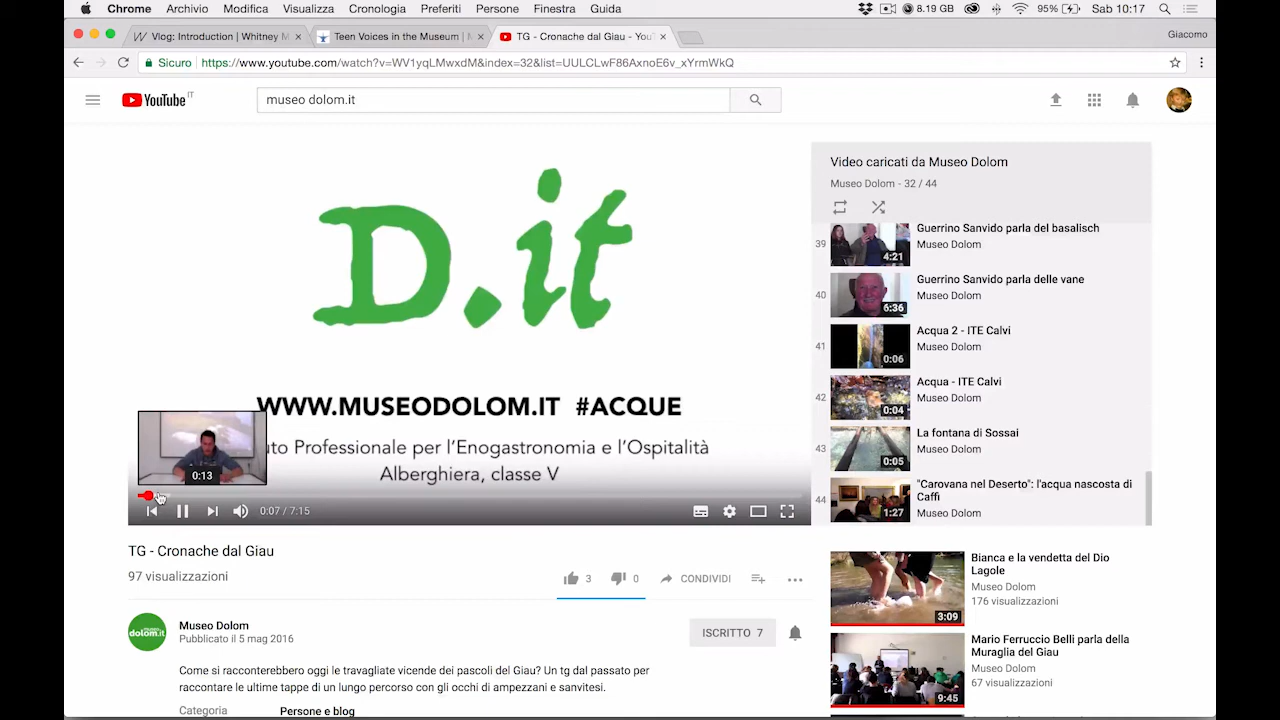 Chrome Archivio Modifica Visualizza Cronologia Preferiti Persone Finestra Guida 8.19 GB 95% Sab 10:17
Vlog: Introduction | Whitney M Teen Voices in the Museum | TG - Cronache dal Giau - YouT Giacomo
Sicuro https://www.youtube.com/watch?v=WV1yqLMwxdM&index=32&list=UULCLwF86AxnoE6v_xYrmWkQ
YouTube IT museo dolom.it
Video caricati da Museo Dolom
Museo Dolom - 32 / 44
D.it
WWW.MUSEODOLOM.IT #ACQUE
uto Professionale per l'Enogastronomia e l'Ospitalità
Alberghiera, classe V
0:13
0:07 / 7:15
39 Guerrino Sanvido parla del basalisch
Museo Dolom
4:21
40 Guerrino Sanvido parla delle vane
Museo Dolom
6:36
41 Acqua 2 - ITE Calvi
Museo Dolom
0:06
42 Acqua - ITE Calvi
Museo Dolom
0:04
43 La fontana di Sossai
Museo Dolom
0:05
44 "Carovana nel Deserto": l'acqua nascosta di
Caffi
Museo Dolom
1:27
TG - Cronache dal Giau
97 visualizzazioni
3 0 CONDIVIDI
museo
dolom.it
Museo Dolom
Pubblicato il 5 mag 2016
ISCRITTO 7
Come si racconterebbero oggi le travagliate vicende dei pascoli del Giau? Un tg dal passato per
raccontare le ultime tappe di un lungo percorso con gli occhi di ampezzani e sanvitesi.
Categoria Persone e blog
Bianca e la vendetta del Dio
Lagole
Museo Dolom
176 visualizzazioni
3:09
Mario Ferruccio Belli parla della
Muraglia del Giau
Museo Dolom
67 visualizzazioni
9:45